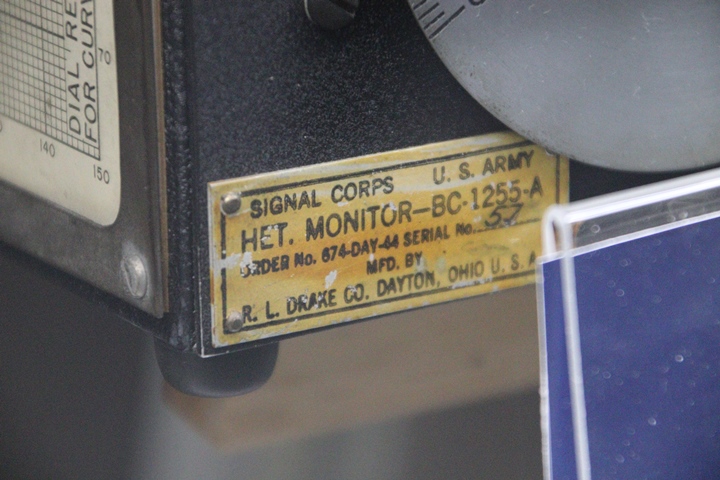 DIAL RE
FOR CURV
70
140
150
SIGNAL CORPS U. S. ARMY
HET. MONITOR-BC-1255-A
ORDER No. 674-DAY-44 SERIAL No. 57
MFD. BY
R. L. DRAKE CO. DAYTON, OHIO U. S. A.